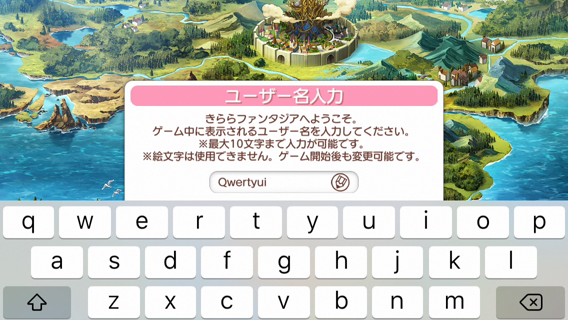 ユーザー名入力
きららファンタジアへようこそ。
ゲーム中に表示されるユーザー名を入力してください。
※最大10文字まで入力が可能です。
※絵文字は使用できません。ゲーム開始後も変更可能です。
Qwertyui
q w e r t y u i o p
a s d f g h j k l
z x c v b n m